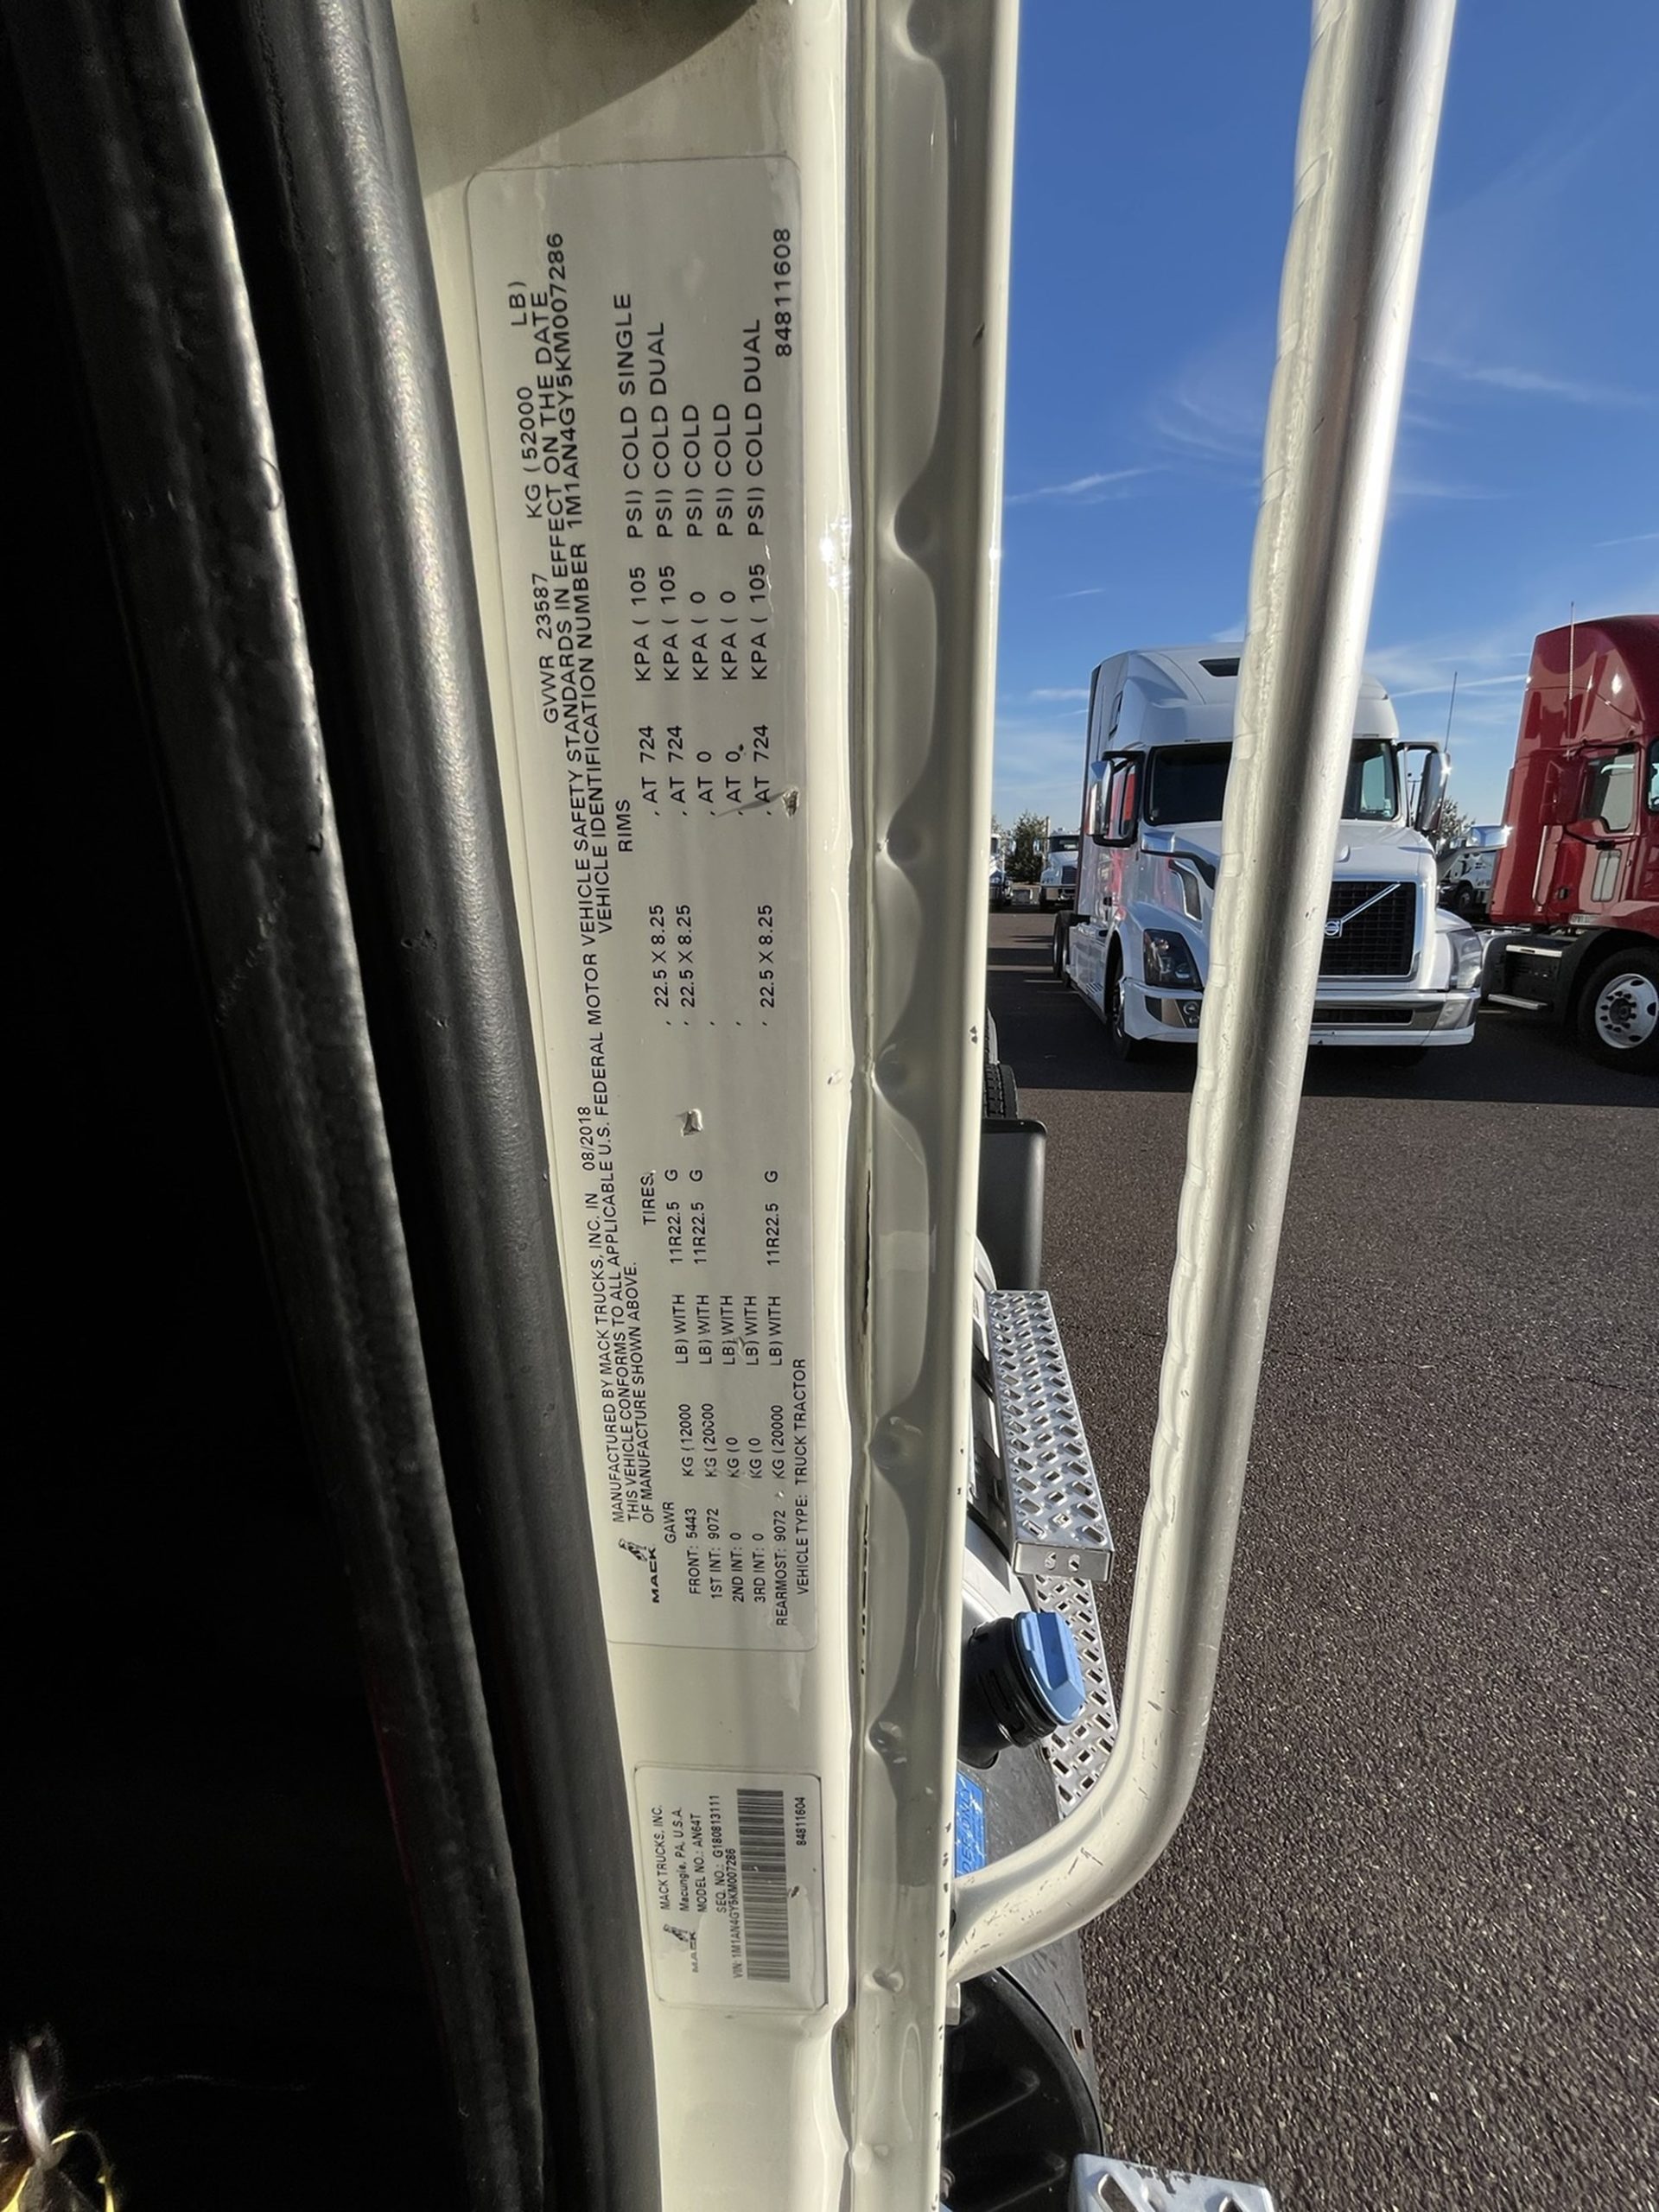 MACK
MANUFACTURED BY MACK TRUCKS, INC. IN 08/2018 GVWR 23587 KG (52000 LB)
THIS VEHICLE CONFORMS TO ALL APPLICABLE U.S. FEDERAL MOTOR VEHICLE SAFETY STANDARDS IN EFFECT ON THE DATE
OF MANUFACTURE SHOWN ABOVE. VEHICLE IDENTIFICATION NUMBER 1M1AN4GY5KM007286
GAWR TIRES, RIMS
FRONT: 5443 KG (12000 LB) WITH 11R22.5 G , 22.5 X 8.25 , AT 724 KPA ( 105 PSI) COLD SINGLE
1ST INT: 9072 KG (20000 LB) WITH 11R22.5 G , 22.5 X 8.25 , AT 724 KPA ( 105 PSI) COLD DUAL
2ND INT: 0 KG (0 LB) WITH , , AT 0 KPA ( 0 PSI) COLD
3RD INT: 0 KG (0 LB) WITH , , AT 0 KPA ( 0 PSI) COLD
REARMOST: 9072 KG (20000 LB) WITH 11R22.5 G , 22.5 X 8.25 , AT 724 KPA ( 105 PSI) COLD DUAL
VEHICLE TYPE: TRUCK TRACTOR 84811608
MACK
MACK TRUCKS, INC.
Macungie, PA, U.S.A.
MODEL NO.: AN64T
SEQ. NO.: G180813111
VIN: 1M1AN4GY5KM007286
84811604